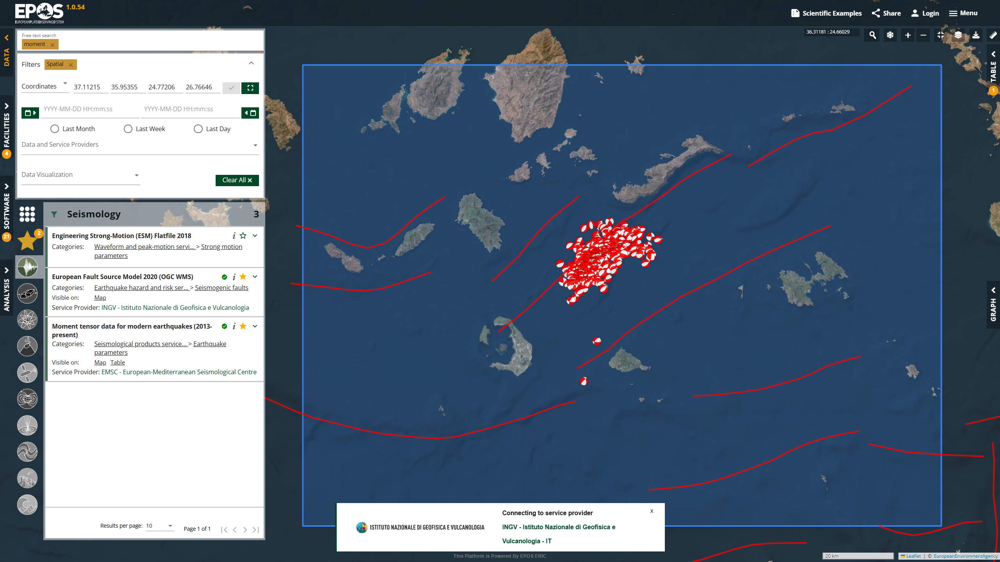 EPOS 1.0.54
EUROPEANPLATEOBSERVINGSYSTEM
Scientific Examples
Share
Login
Menu
DATA
FACILITIES
4
SOFTWARE
21
ANALYSIS
Free text search
moment
Filters
Spatial
Coordinates
37.11215
35.95355
24.77206
26.76646
YYYY-MM-DD HH:mm:ss
YYYY-MM-DD HH:mm:ss
Last Month
Last Week
Last Day
Data and Service Providers
Data Visualization
Clear All
2
Seismology
3
Engineering Strong-Motion (ESM) Flatfile 2018
Categories: Waveform and peak-motion servi... > Strong motion
parameters
European Fault Source Model 2020 (OGC WMS)
Categories: Earthquake hazard and risk ser... > Seismogenic faults
Visible on: Map
Service Provider: INGV - Istituto Nazionale di Geofisica e Vulcanologia
Moment tensor data for modern earthquakes (2013-
present)
Categories: Seismological products service... > Earthquake
parameters
Visible on: Map Table
Service Provider: EMSC - European-Mediterranean Seismological Centre
Results per page: 10
Page 1 of 1
36.31181 : 24.66029
TABLE
1
GRAPH
ISTITUTO NAZIONALE DI GEOFISICA E VULCANOLOGIA
Connecting to service provider
X
INGV - Istituto Nazionale di Geofisica e
Vulcanologia - IT
This Platform is Powered By EPOS ERIC
20 km
Leaflet | © EuropeanEnvironmentAgency